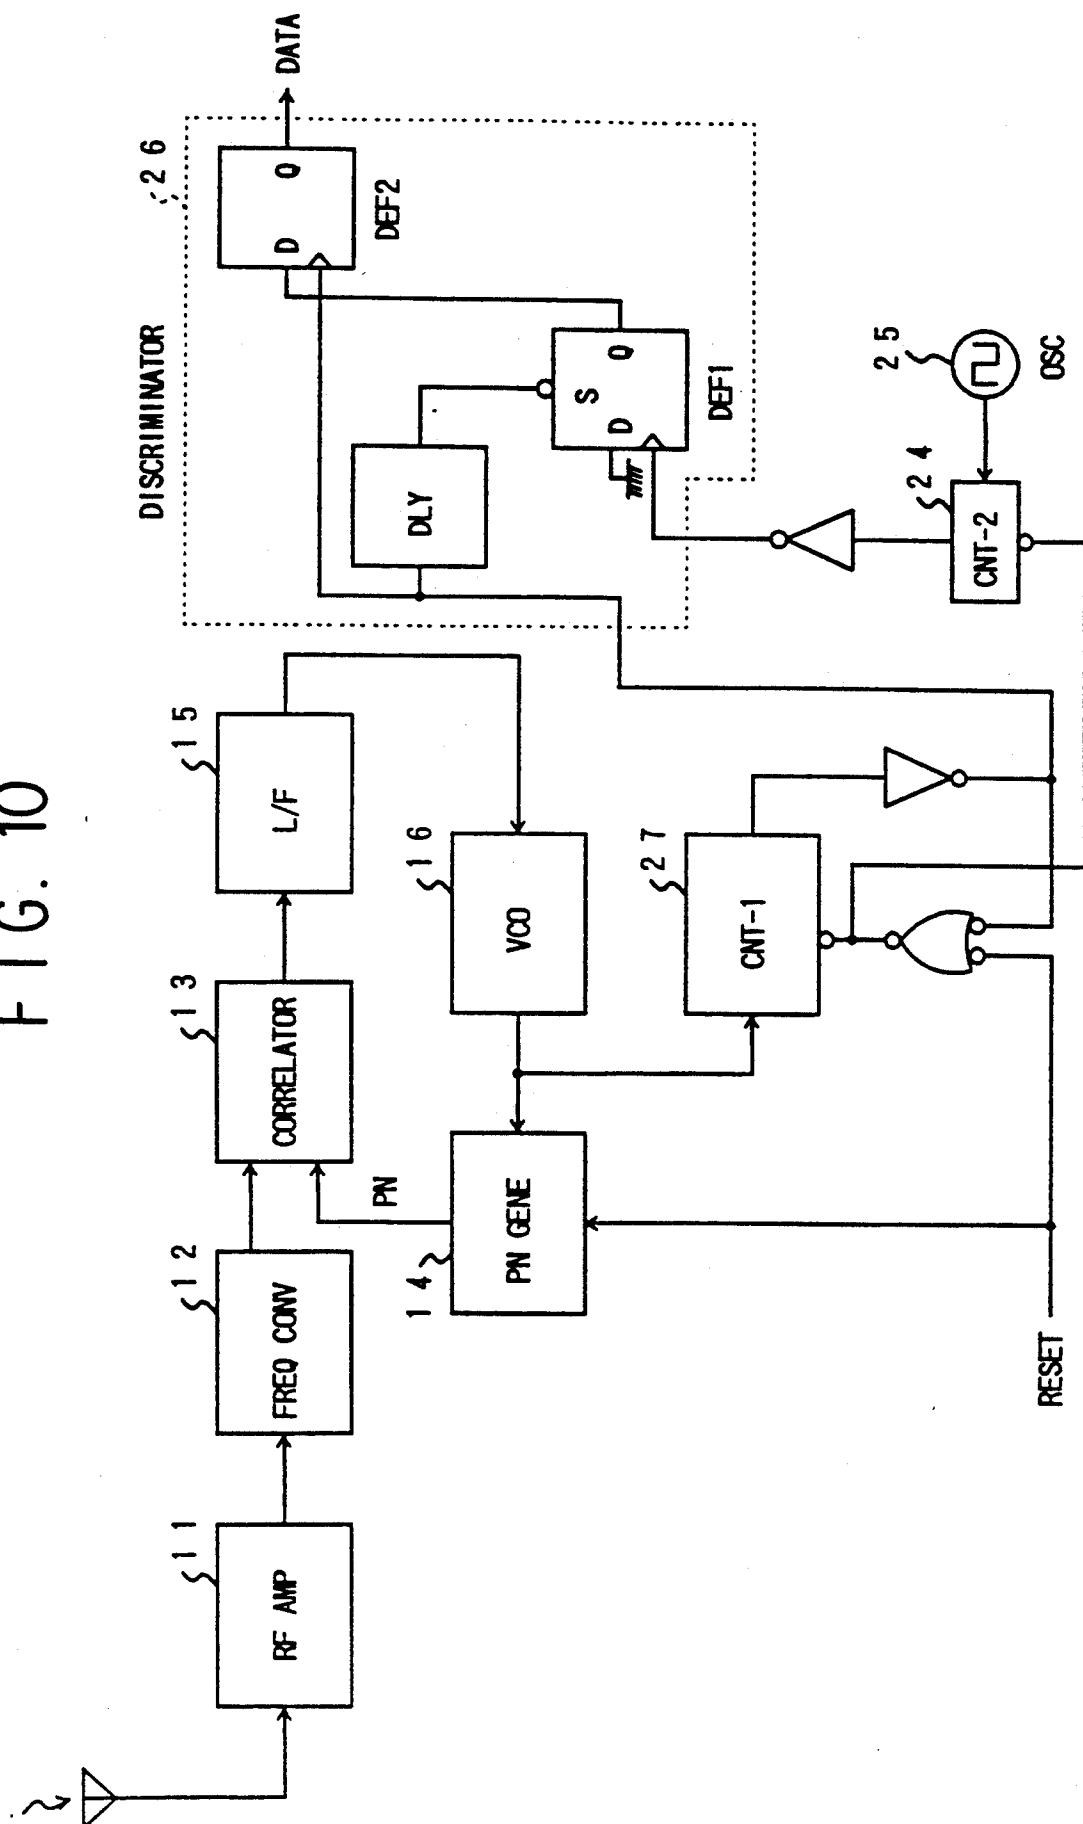 FIG. 10
11
RF AMP
12
FREQ CONV
13
CORRELATOR
15
L/F
DISCRIMINATOR
26
D Q
DEF2
DATA
14
PN GENE
PN
16
VCO
DLY
S
D Q
DEF1
27
CNT-1
24
CNT-2
25
OSC
RESET